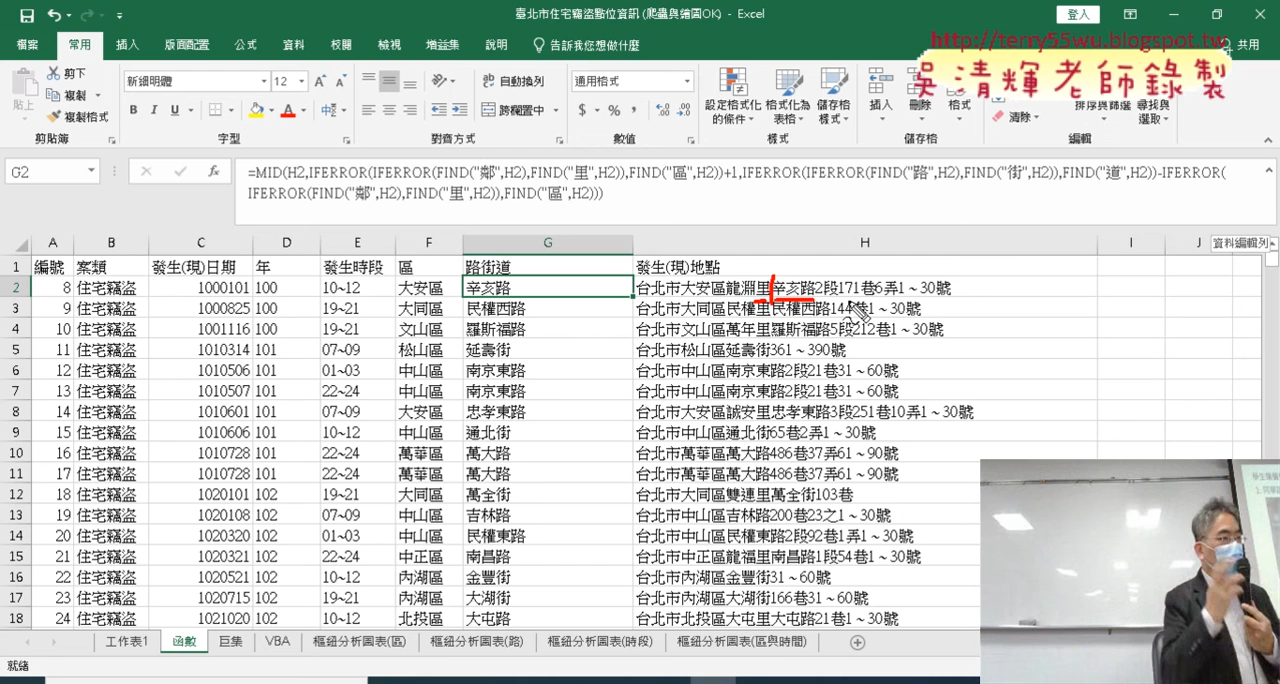 臺北市住宅竊盜點位資訊 (爬蟲與繪圖OK) - Excel
登入
檔案 常用 插入 版面配置 公式 資料 校閱 檢視 增益集 說明 告訴我您想做什麼 共用
http://terry55wu.blogspot.tw
吳清輝老師錄製
貼上 剪下 複製 複製格式 剪貼簿
新細明體 12 B I U 字型
自動換列 跨欄置中 對齊方式
通用格式 $ % , 數值
設定格式化的條件 格式化為表格 儲存格樣式 樣式
插入 刪除 格式 儲存格
清除 排序與篩選 尋找與選取 編輯
G2 fx =MID(H2,IFERROR(IFERROR(FIND("鄰",H2),FIND("里",H2)),FIND("區",H2))+1,IFERROR(IFERROR(FIND("路",H2),FIND("街",H2)),FIND("道",H2))-IFERROR(
IFERROR(FIND("鄰",H2),FIND("里",H2)),FIND("區",H2)))
A B C D E F G H I J 資料編輯列
1 編號 案類 發生(現)日期 年 發生時段 區 路街道 發生(現)地點
2 8 住宅竊盜 1000101 100 10~12 大安區 辛亥路 台北市大安區龍淵里辛亥路2段171巷6弄1~30號
3 9 住宅竊盜 1000825 100 19~21 大同區 民權西路 台北市大同區民權里民權西路144巷1~30號
4 10 住宅竊盜 1001116 100 19~21 文山區 羅斯福路 台北市文山區萬年里羅斯福路5段212巷1~30號
5 11 住宅竊盜 1010314 101 07~09 松山區 延壽街 台北市松山區延壽街361~390號
6 12 住宅竊盜 1010506 101 01~03 中山區 南京東路 台北市中山區南京東路2段21巷31~60號
7 13 住宅竊盜 1010507 101 22~24 中山區 南京東路 台北市中山區南京東路2段21巷31~60號
8 14 住宅竊盜 1010601 101 07~09 大安區 忠孝東路 台北市大安區誠安里忠孝東路3段251巷10弄1~30號
9 15 住宅竊盜 1010606 101 10~12 中山區 通北街 台北市中山區通北街65巷2弄1~30號
10 16 住宅竊盜 1010728 101 22~24 萬華區 萬大路 台北市萬華區萬大路486巷37弄61~90號
11 17 住宅竊盜 1010728 101 22~24 萬華區 萬大路 台北市萬華區萬大路486巷37弄61~90號
12 18 住宅竊盜 1020101 102 19~21 大同區 萬全街 台北市大同區雙連里萬全街103巷
13 19 住宅竊盜 1020108 102 07~09 中山區 吉林路 台北市中山區吉林路200巷23之1~30號
14 20 住宅竊盜 1020320 102 01~03 中山區 民權東路 台北市中山區民權東路2段92巷1弄1~30號
15 21 住宅竊盜 1020321 102 22~24 中正區 南昌路 台北市中正區龍福里南昌路1段54巷1~30號
16 22 住宅竊盜 1020521 102 10~12 內湖區 金豐街 台北市內湖區金豐街31~60號
17 23 住宅竊盜 1020715 102 19~21 內湖區 大湖街 台北市內湖區大湖街166巷31~60號
18 24 住宅竊盜 1021020 102 10~12 北投區 大屯路 台北市北投區大屯里大屯路21巷1~30號
工作表1 函數 巨集 VBA 樞紐分析圖表(區) 樞紐分析圖表(路) 樞紐分析圖表(時段) 樞紐分析圖表(區與時間)
就緒